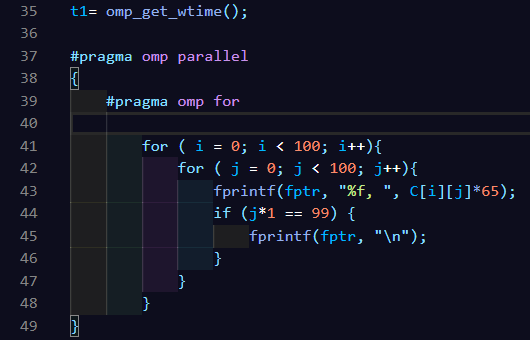 35 t1= omp_get_wtime();
36
37 #pragma omp parallel
38 {
39 #pragma omp for
40
41 for ( i = 0; i < 100; i++){
42 for ( j = 0; j < 100; j++){
43 fprintf(fptr, "%f, ", C[i][j]*65);
44 if (j*1 == 99) {
45 fprintf(fptr, "\n");
46 }
47 }
48 }
49 }